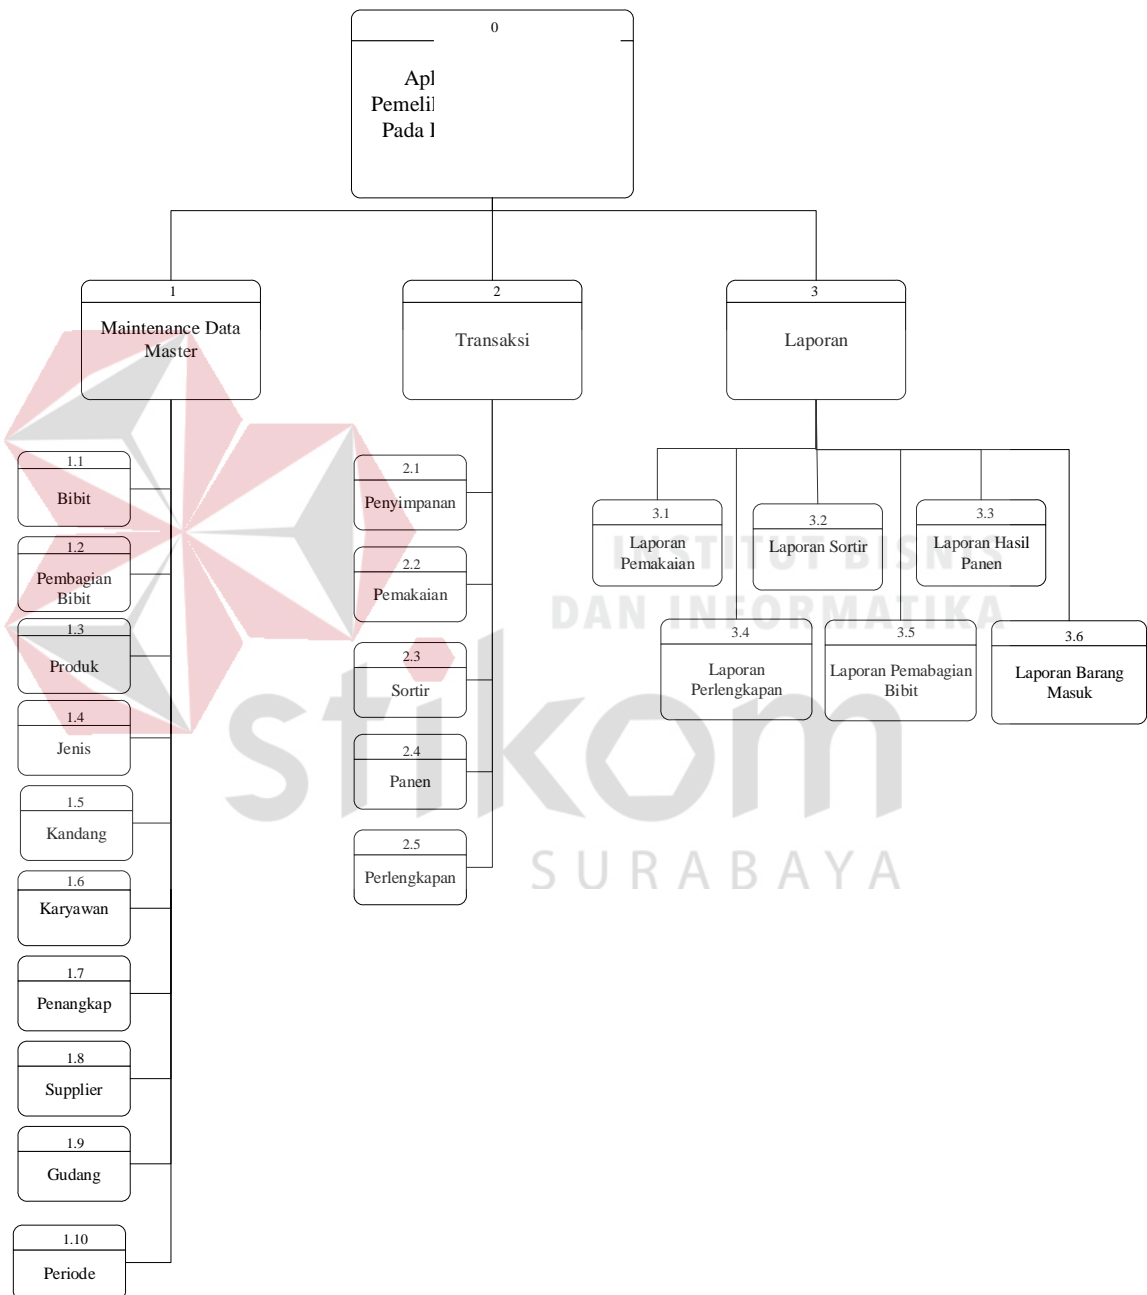 0
Pada
1
Maintenance Data
Master
2
Transaksi
3
Laporan
1.1
Bibit
1.2
Pembagian
Bibit
1.3
Produk
1.4
Jenis
1.5
Kandang
1.6
Karyawan
1.7
Penangkap
1.8
Supplier
1.9
Gudang
1.10
Periode
2.1
Penyimpanan
2.2
Pemakaian
2.3
Sortir
2.4
Panen
2.5
Perlengkapan
3.1
Laporan
Pemakaian
3.2
Laporan Sortir
3.3
Laporan Hasil
Panen
3.4
Laporan
Perlengkapan
3.5
Laporan Pemabagian
Bibit
3.6
Laporan Barang
Masuk
INSTITUT BISNIS
DAN INFORMATIKA
stikom
SURABAYA